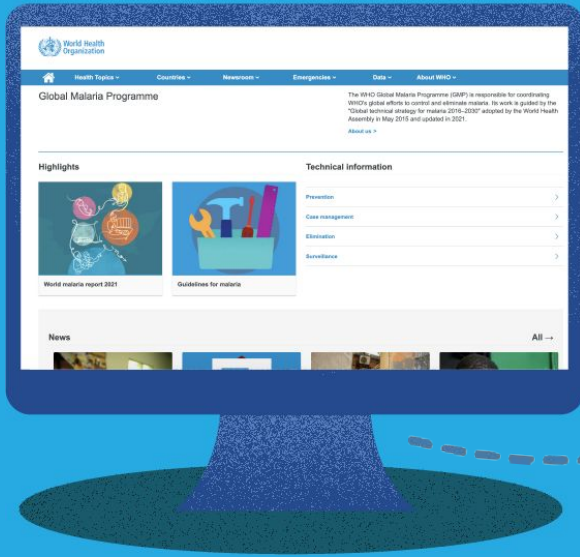 World Health
Organization
Health Topics
Countries
Newsroom
Emergencies
Data
About WHO
Global Malaria Programme
The WHO Global Malaria Programme (GMP) is responsible for coordinating
WHO's global efforts to control and eliminate malaria. Its work is guided by the
"Global technical strategy for malaria 2016–2030" adopted by the World Health
Assembly in May 2015 and updated in 2021.
About us >
Highlights
Technical information
Prevention
Case management
Elimination
Surveillance
World malaria report 2021
Guidelines for malaria
News
All →